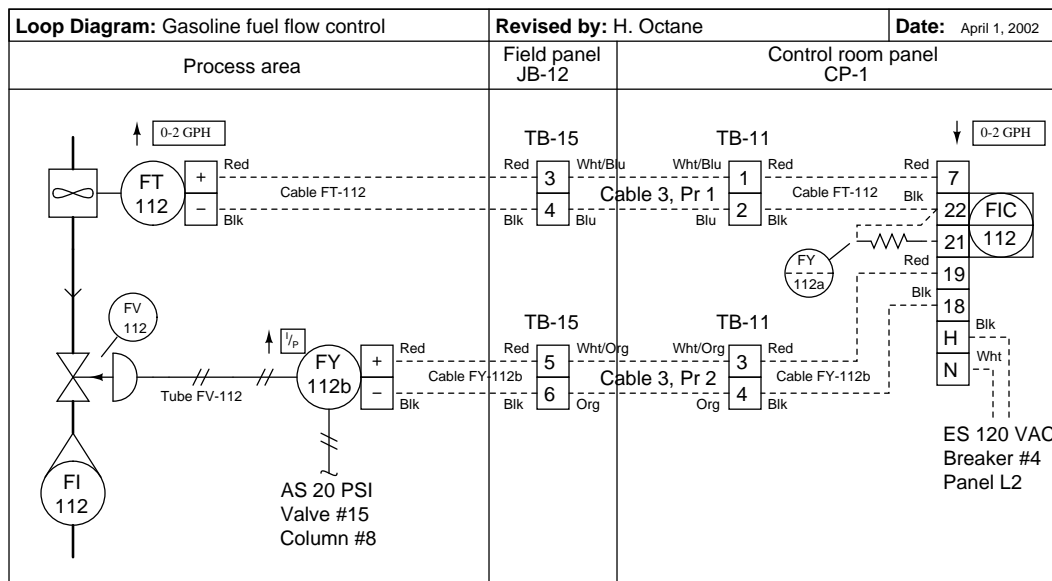 Loop Diagram: Gasoline fuel flow control Revised by: H. Octane Date: April 1, 2002
Process area
Field panel
JB-12
Control room panel
CP-1
0-2 GPH
FT
112
+
−
Red
Blk
Cable FT-112
TB-15
Red
3
Wht/Blu
Blk
4
Blu
Cable 3, Pr 1
TB-11
Wht/Blu
1
Red
Blu
2
Blk
Cable FT-112
0-2 GPH
Red
7
Blk
22
21
Red
19
Blk
18
H
Blk
N
Wht
FIC
112
FY
112a
FV
112
Tube FV-112
I/P
FY
112b
+
−
Red
Blk
Cable FY-112b
TB-15
Red
5
Wht/Org
Blk
6
Org
Cable 3, Pr 2
TB-11
Wht/Org
3
Red
Org
4
Blk
Cable FY-112b
ES 120 VAC
Breaker #4
Panel L2
FI
112
AS 20 PSI
Valve #15
Column #8